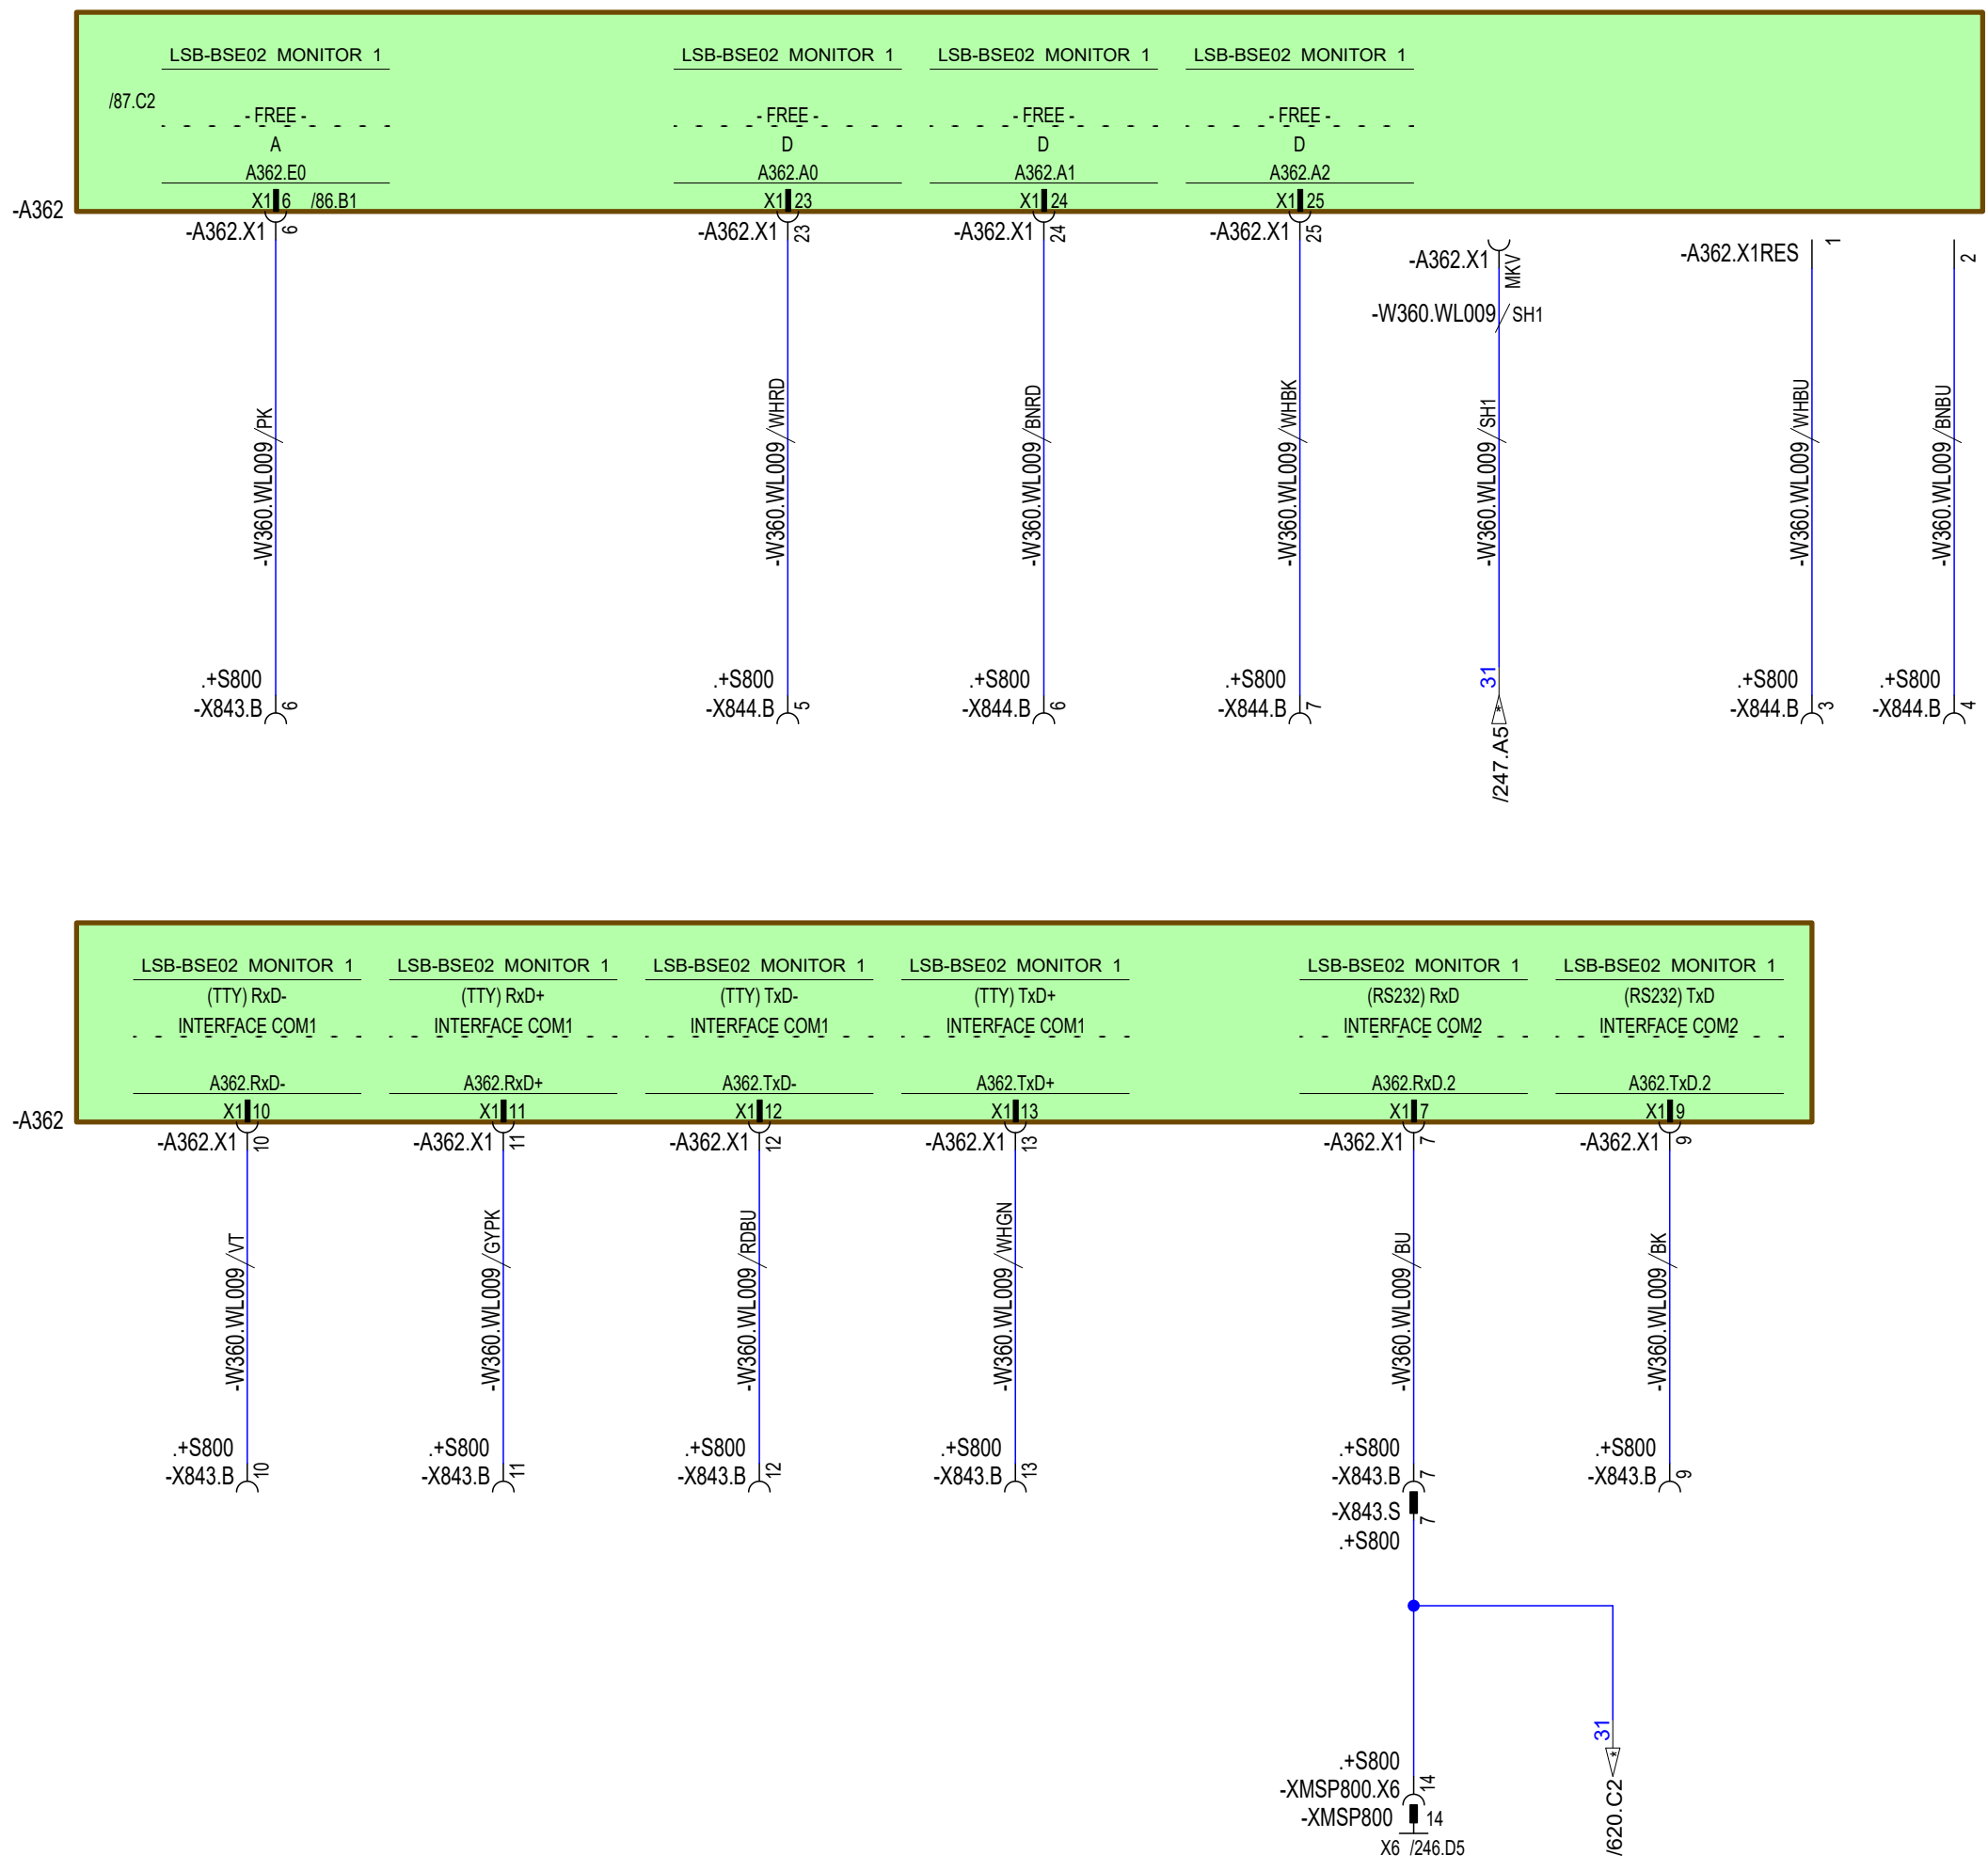 LSB-BSE02 MONITOR 1 LSB-BSE02 MONITOR 1 LSB-BSE02 MONITOR 1 LSB-BSE02 MONITOR 1
/87.C2
- FREE - - FREE - - FREE - - FREE -
A D D D
A362.E0 A362.A0 A362.A1 A362.A2
X1 6 /86.B1 X1 23 X1 24 X1 25
-A362
-A362.X1 6 -A362.X1 23 -A362.X1 24 -A362.X1 25
-A362.X1 MKV -A362.X1RES 1 2
-W360.WL009 SH1
-W360.WL009 PK -W360.WL009 WHRD -W360.WL009 BNRD -W360.WL009 WHBK -W360.WL009 SH1 -W360.WL009 WHBU -W360.WL009 BNBU
.+S800 .+S800 .+S800 .+S800 31 .+S800 .+S800
-X843.B 6 -X844.B 5 -X844.B 6 -X844.B 7 * -X844.B 3 -X844.B 4
/247.A5
LSB-BSE02 MONITOR 1 LSB-BSE02 MONITOR 1 LSB-BSE02 MONITOR 1 LSB-BSE02 MONITOR 1 LSB-BSE02 MONITOR 1 LSB-BSE02 MONITOR 1
(TTY) RxD- (TTY) RxD+ (TTY) TxD- (TTY) TxD+ (RS232) RxD (RS232) TxD
INTERFACE COM1 INTERFACE COM1 INTERFACE COM1 INTERFACE COM1 INTERFACE COM2 INTERFACE COM2
A362.RxD- A362.RxD+ A362.TxD- A362.TxD+ A362.RxD.2 A362.TxD.2
X1 10 X1 11 X1 12 X1 13 X1 7 X1 9
-A362
-A362.X1 10 -A362.X1 11 -A362.X1 12 -A362.X1 13 -A362.X1 7 -A362.X1 9
-W360.WL009 VT -W360.WL009 GYPK -W360.WL009 RDBU -W360.WL009 WHGN -W360.WL009 BU -W360.WL009 BK
.+S800 .+S800 .+S800 .+S800 .+S800 .+S800
-X843.B 10 -X843.B 11 -X843.B 12 -X843.B 13 -X843.B 7 -X843.B 9
-X843.S 7
.+S800
31
.+S800
*
-XMSP800.X6 14
-XMSP800 14
X6 /246.D5
/620.C2